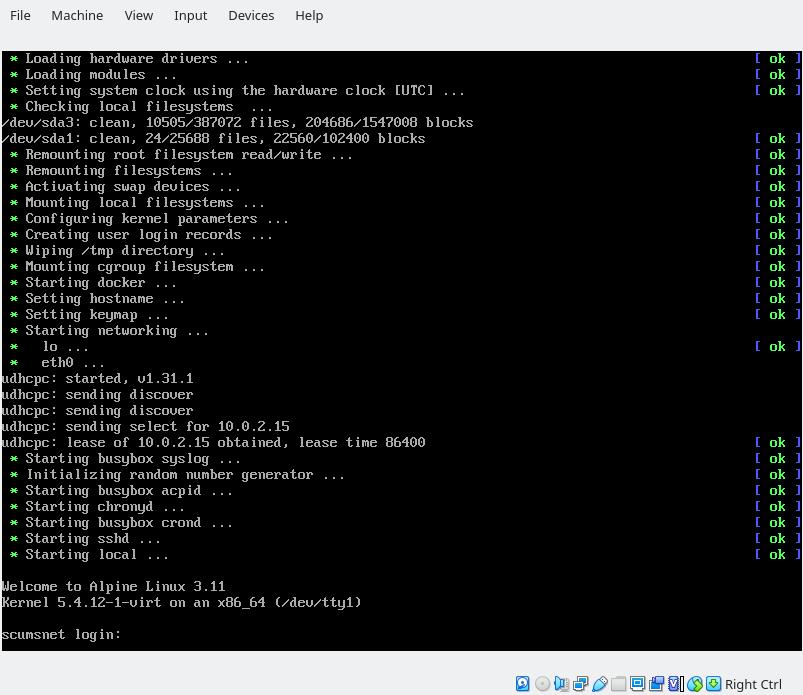 File Machine View Input Devices Help
* Loading hardware drivers ... [ ok ]
* Loading modules ... [ ok ]
* Setting system clock using the hardware clock [UTC] ... [ ok ]
* Checking local filesystems  ...
/dev/sda3: clean, 10505/387072 files, 204686/1547008 blocks
/dev/sda1: clean, 24/25688 files, 22560/102400 blocks [ ok ]
* Remounting root filesystem read/write ... [ ok ]
* Remounting filesystems ... [ ok ]
* Activating swap devices ... [ ok ]
* Mounting local filesystems ... [ ok ]
* Configuring kernel parameters ... [ ok ]
* Creating user login records ... [ ok ]
* Wiping /tmp directory ... [ ok ]
* Mounting cgroup filesystem ... [ ok ]
* Starting docker ... [ ok ]
* Setting hostname ... [ ok ]
* Setting keymap ... [ ok ]
* Starting networking ...
*   lo ... [ ok ]
*   eth0 ...
udhcpc: started, v1.31.1
udhcpc: sending discover
udhcpc: sending discover
udhcpc: sending select for 10.0.2.15
udhcpc: lease of 10.0.2.15 obtained, lease time 86400 [ ok ]
* Starting busybox syslog ... [ ok ]
* Initializing random number generator ... [ ok ]
* Starting busybox acpid ... [ ok ]
* Starting chronyd ... [ ok ]
* Starting busybox crond ... [ ok ]
* Starting sshd ... [ ok ]
* Starting local ... [ ok ]
Welcome to Alpine Linux 3.11
Kernel 5.4.12-1-virt on an x86_64 (/dev/tty1)
scumsnet login:
Right Ctrl